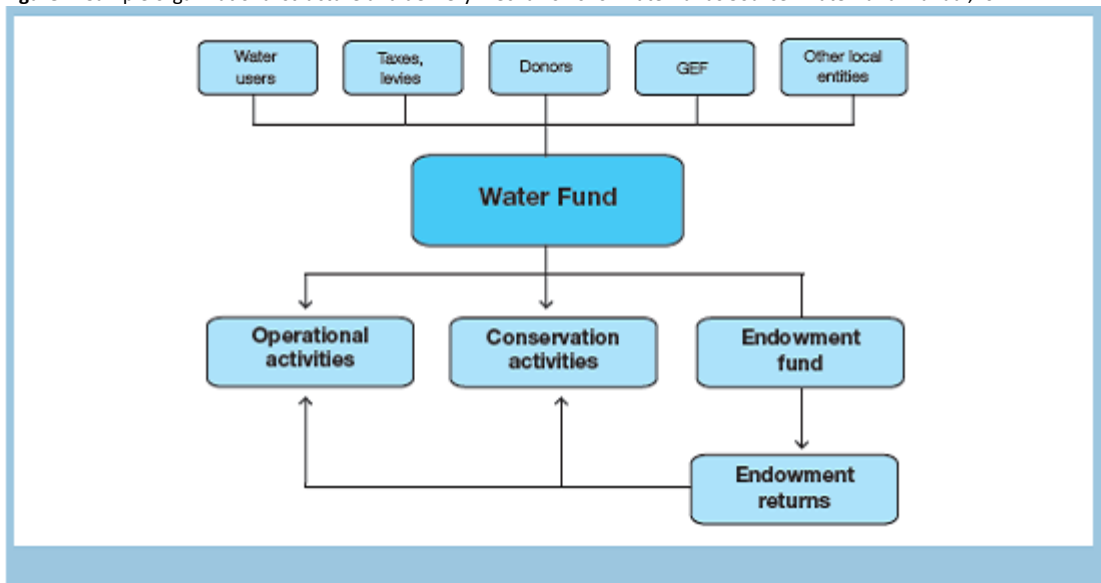 Water
users
Taxes,
levies
Donors
GEF
Other local
entities
Water Fund
Operational
activities
Conservation
activities
Endowment
fund
Endowment
returns